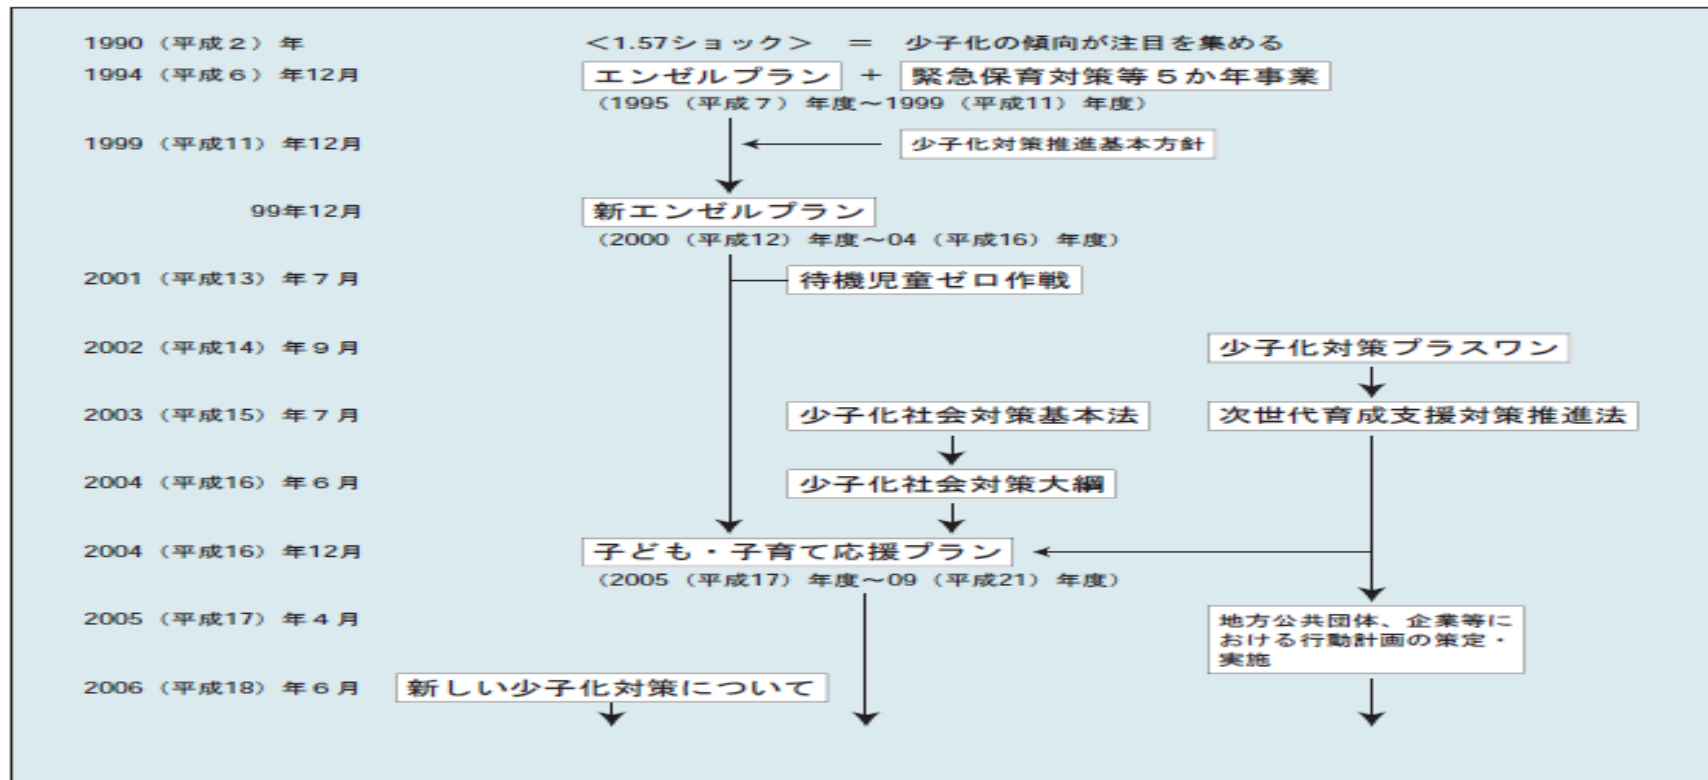 1990（平成２）年　＜1.57ショック＞　＝　少子化の傾向が注目を集める
1994（平成６）年12月　エンゼルプラン　＋　緊急保育対策等５か年事業
（1995（平成７）年度～1999（平成11）年度）
1999（平成11）年12月　少子化対策推進基本方針
99年12月　新エンゼルプラン
（2000（平成12）年度～04（平成16）年度）
2001（平成13）年７月　待機児童ゼロ作戦
2002（平成14）年９月　少子化対策プラスワン
2003（平成15）年７月　少子化社会対策基本法　次世代育成支援対策推進法
2004（平成16）年６月　少子化社会対策大綱
2004（平成16）年12月　子ども・子育て応援プラン
（2005（平成17）年度～09（平成21）年度）
2005（平成17）年４月　地方公共団体、企業等に
おける行動計画の策定・
実施
2006（平成18）年６月　新しい少子化対策について